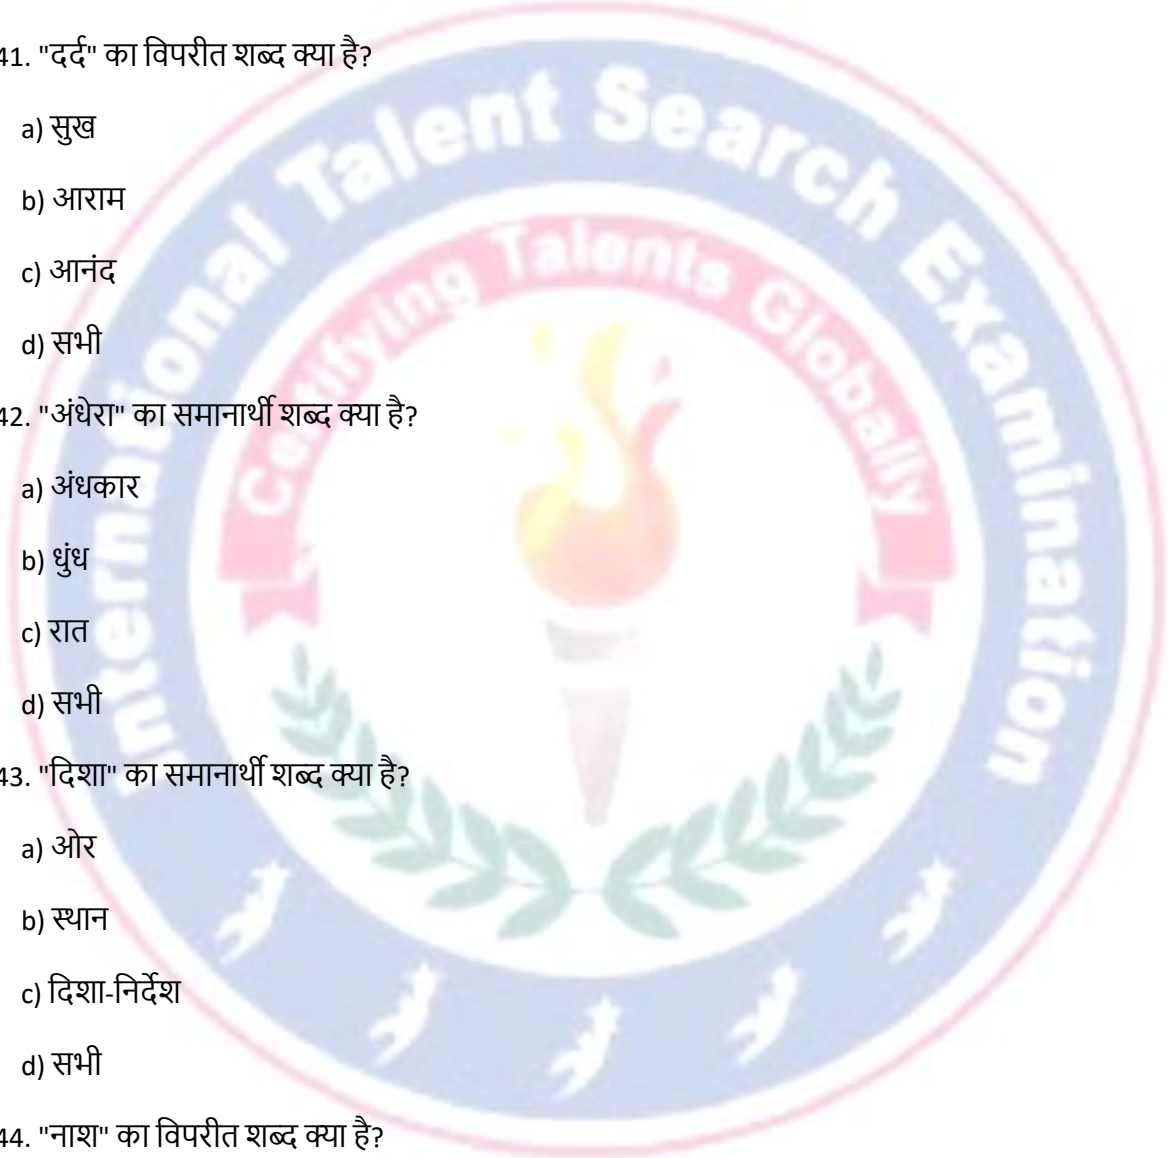 41. "दर्द" का विपरीत शब्द क्या है?
a) सुख
b) आराम
c) आनंद
d) सभी
42. "अंधेरा" का समानार्थी शब्द क्या है?
a) अंधकार
b) धुंध
c) रात
d) सभी
43. "दिशा" का समानार्थी शब्द क्या है?
a) ओर
b) स्थान
c) दिशा-निर्देश
d) सभी
44. "नाश" का विपरीत शब्द क्या है?
International Talent Search Examination
Certifying Talents Globally